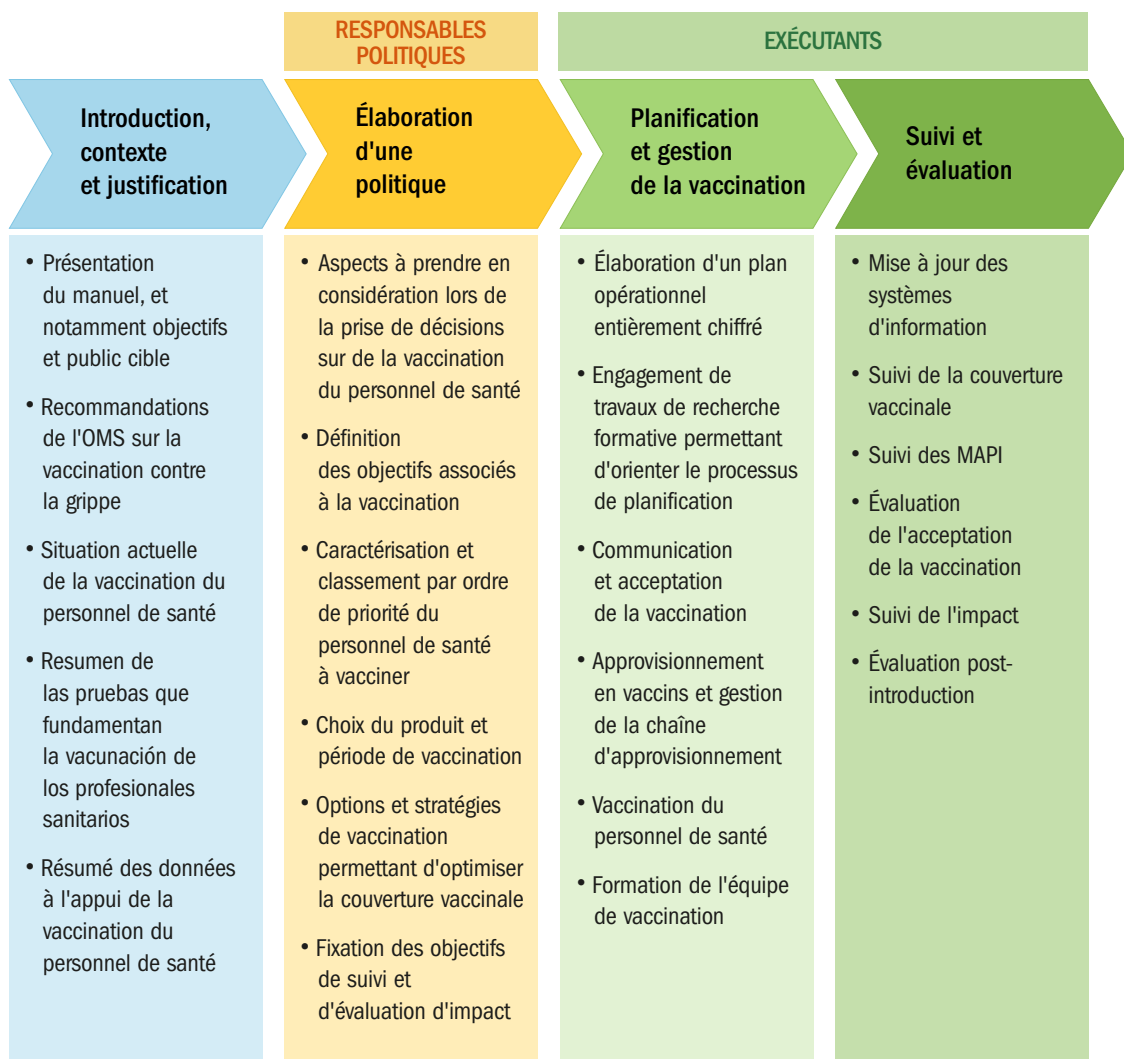 RESPONSABLES
POLITIQUES
EXÉCUTANTS
Introduction,
contexte
et justification
Élaboration
d'une
politique
Planification
et gestion
de la vaccination
Suivi et
évaluation
• Présentation
du manuel, et
notamment objectifs
et public cible
• Recommandations
de l'OMS sur la
vaccination contre
la grippe
• Situation actuelle
de la vaccination du
personnel de santé
• Resumen de
las pruebas que
fundamentan
la vacunación de
los profesionales
sanitarios
• Résumé des données
à l'appui de la
vaccination du
personnel de santé
• Aspects à prendre en
considération lors de
la prise de décisions
sur de la vaccination
du personnel de santé
• Définition
des objectifs associés
à la vaccination
• Caractérisation et
classement par ordre
de priorité du
personnel de santé
à vacciner
• Choix du produit et
période de vaccination
• Options et stratégies
de vaccination
permettant d'optimiser
la couverture vaccinale
• Fixation des objectifs
de suivi et
d'évaluation d'impact
• Élaboration d'un plan
opérationnel
entièrement chiffré
• Engagement de
travaux de recherche
formative permettant
d'orienter le processus
de planification
• Communication
et acceptation
de la vaccination
• Approvisionnement
en vaccins et gestion
de la chaîne
d'approvisionnement
• Vaccination du
personnel de santé
• Formation de l'équipe
de vaccination
• Mise à jour des
systèmes
d'information
• Suivi de la couverture
vaccinale
• Suivi des MAPI
• Évaluation
de l'acceptation
de la vaccination
• Suivi de l'impact
• Évaluation post-
introduction